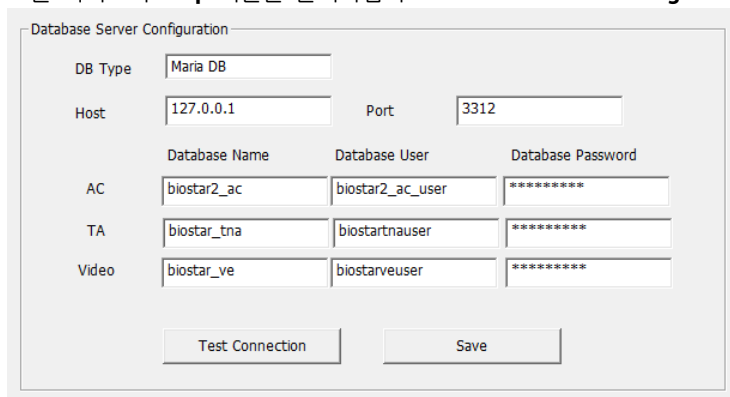 Database Server Configuration
DB Type Maria DB
Host 127.0.0.1 Port 3312
Database Name Database User Database Password
AC biostar2_ac biostar2_ac_user *********
TA biostar_tna biostartnauser *********
Video biostar_ve biostarveuser *********
Test Connection Save